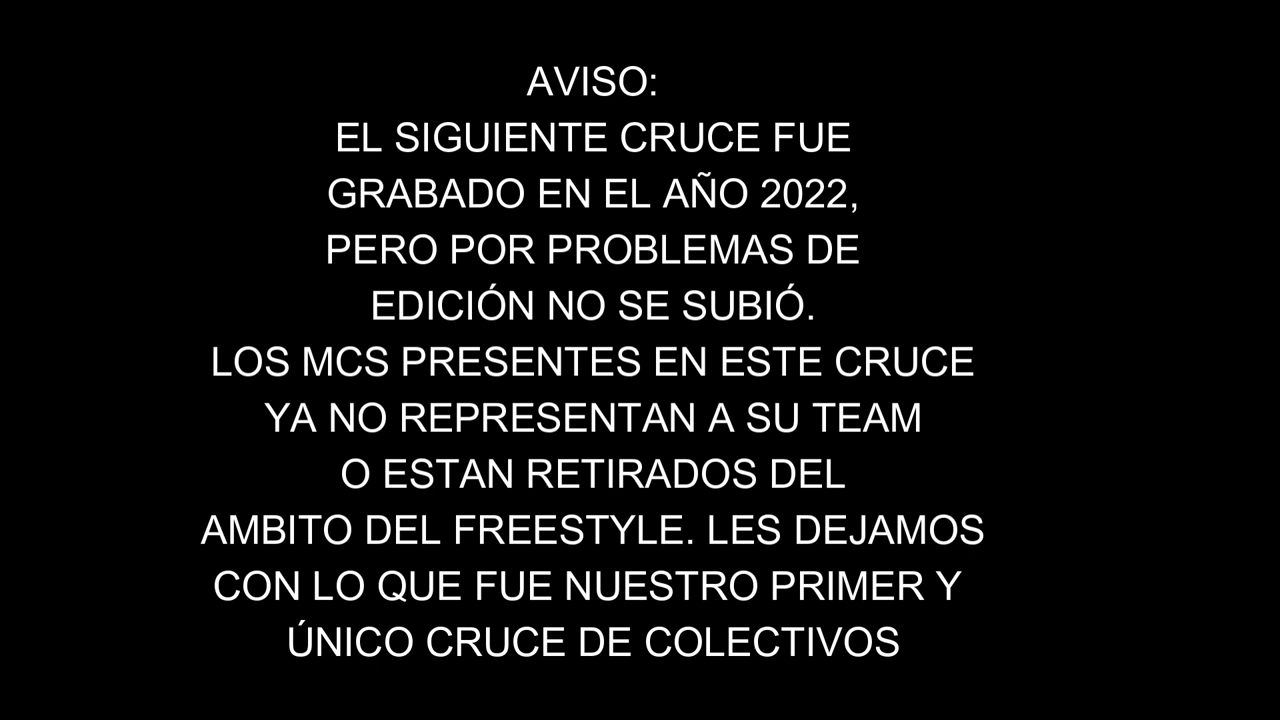 AVISO:
EL SIGUIENTE CRUCE FUE
GRABADO EN EL AÑO 2022,
PERO POR PROBLEMAS DE
EDICIÓN NO SE SUBIÓ.
LOS MCS PRESENTES EN ESTE CRUCE
YA NO REPRESENTAN A SU TEAM
O ESTAN RETIRADOS DEL
AMBITO DEL FREESTYLE. LES DEJAMOS
CON LO QUE FUE NUESTRO PRIMER Y
ÚNICO CRUCE DE COLECTIVOS